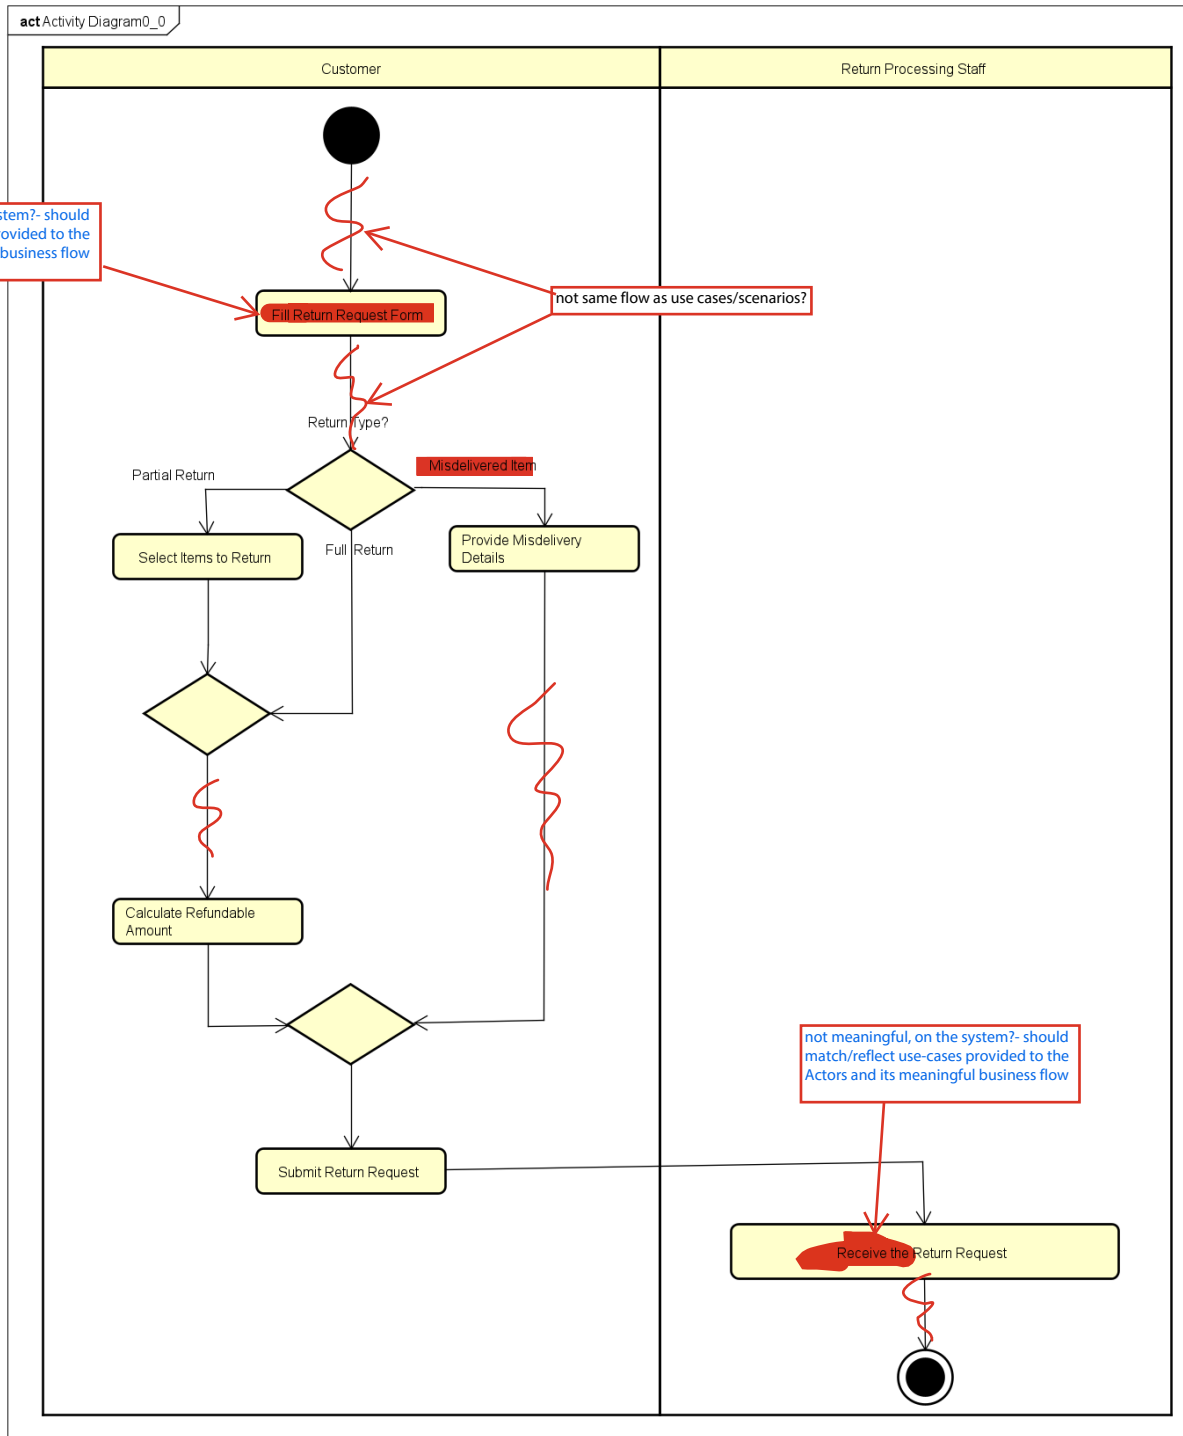 act Activity Diagram0_0
Customer
Return Processing Staff
stem?- should
ovided to the
business flow
not same flow as use cases/scenarios?
Fill Return Request Form
Return Type?
Misdelivered Item
Partial Return
Provide Misdelivery
Details
Full Return
Select Items to Return
Calculate Refundable
Amount
not meaningful, on the system?- should
match/reflect use-cases provided to the
Actors and its meaningful business flow
Submit Return Request
Receive the Return Request